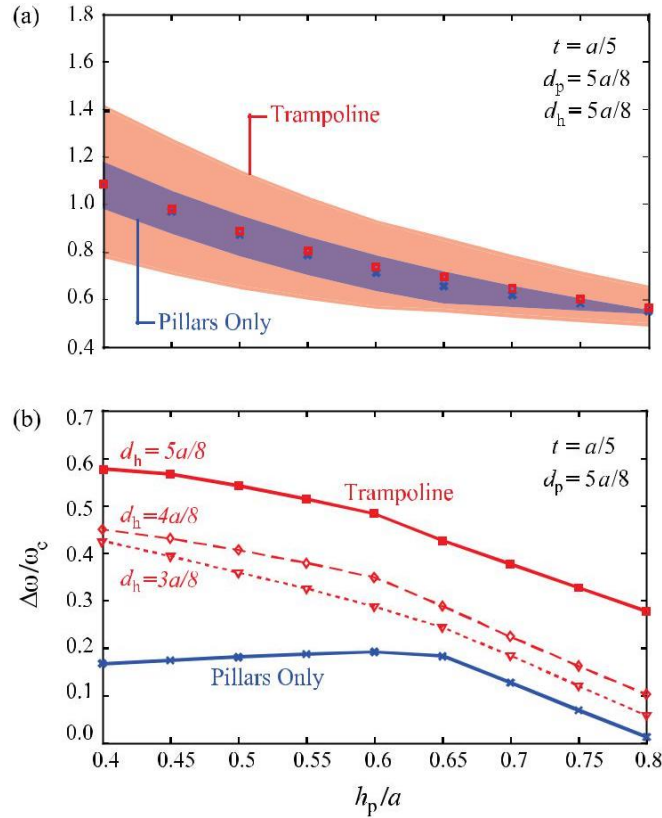 (a)
t = a/5
d_p = 5a/8
d_h = 5a/8
1.8
1.6
1.4
1.2
1.0
0.8
0.6
0.4
Trampoline
Pillars Only
(b)
0.7
0.6
0.5
0.4
0.3
0.2
0.1
0.0
Δω/ω_c
d_h = 5a/8
d_h = 4a/8
d_h = 3a/8
t = a/5
d_p = 5a/8
Trampoline
Pillars Only
0.4 0.45 0.5 0.55 0.6 0.65 0.7 0.75 0.8
h_p/a